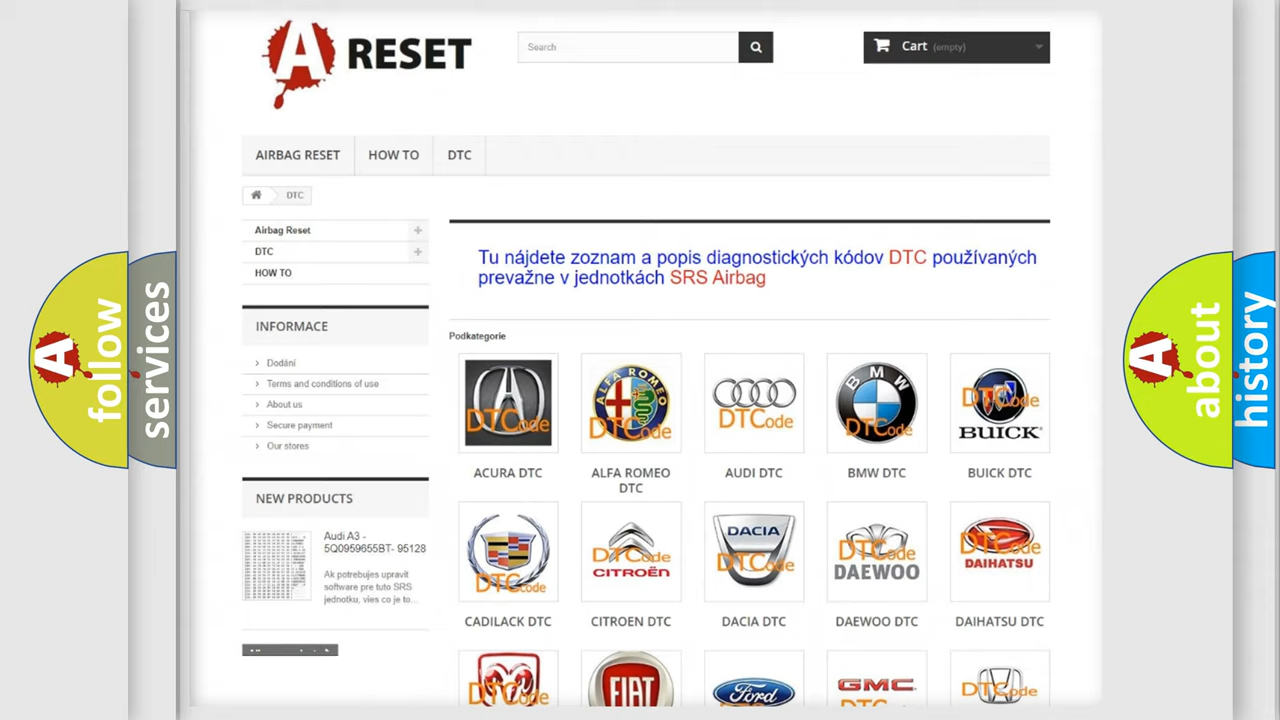 A RESET
Search
Cart (empty)
AIRBAG RESET
HOW TO
DTC
DTC
Airbag Reset
DTC
HOW TO
Tu nájdete zoznam a popis diagnostických kódov DTC používaných
prevažne v jednotkách SRS Airbag
INFORMACE
Dodání
Terms and conditions of use
About us
Secure payment
Our stores
NEW PRODUCTS
Audi A3 -
5Q0959655BT- 95128
Ak potrebujes upravit
software pre tuto SRS
jednotku, vies co je to...
Podkategorie
DTCode
ALFA ROMEO
DTCode
DTCode
BMW
DTCode
DTCode
BUICK
ACURA DTC
ALFA ROMEO
DTC
AUDI DTC
BMW DTC
BUICK DTC
DTCode
DTCode
CITROËN
DACIA
DTCode
DTCode
DAEWOO
DTCode
DAIHATSU
CADILACK DTC
CITROEN DTC
DACIA DTC
DAEWOO DTC
DAIHATSU DTC
DTCode
FIAT
Ford
GMC
DTCode
A follow
services
A about
history